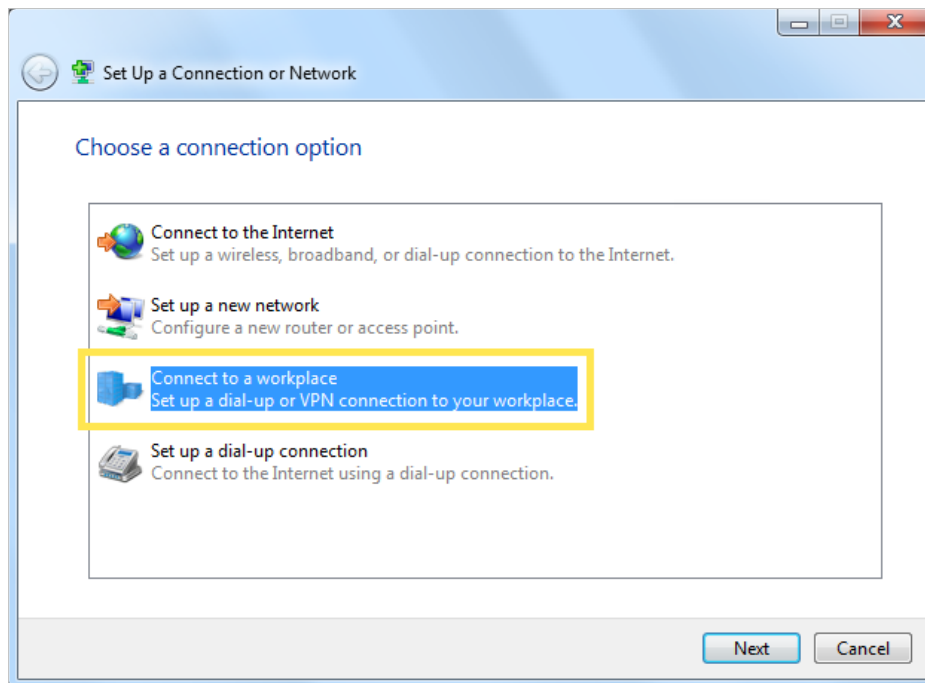 Set Up a Connection or Network
Choose a connection option
Connect to the Internet
Set up a wireless, broadband, or dial-up connection to the Internet.
Set up a new network
Configure a new router or access point.
Connect to a workplace
Set up a dial-up or VPN connection to your workplace.
Set up a dial-up connection
Connect to the Internet using a dial-up connection.
Next Cancel